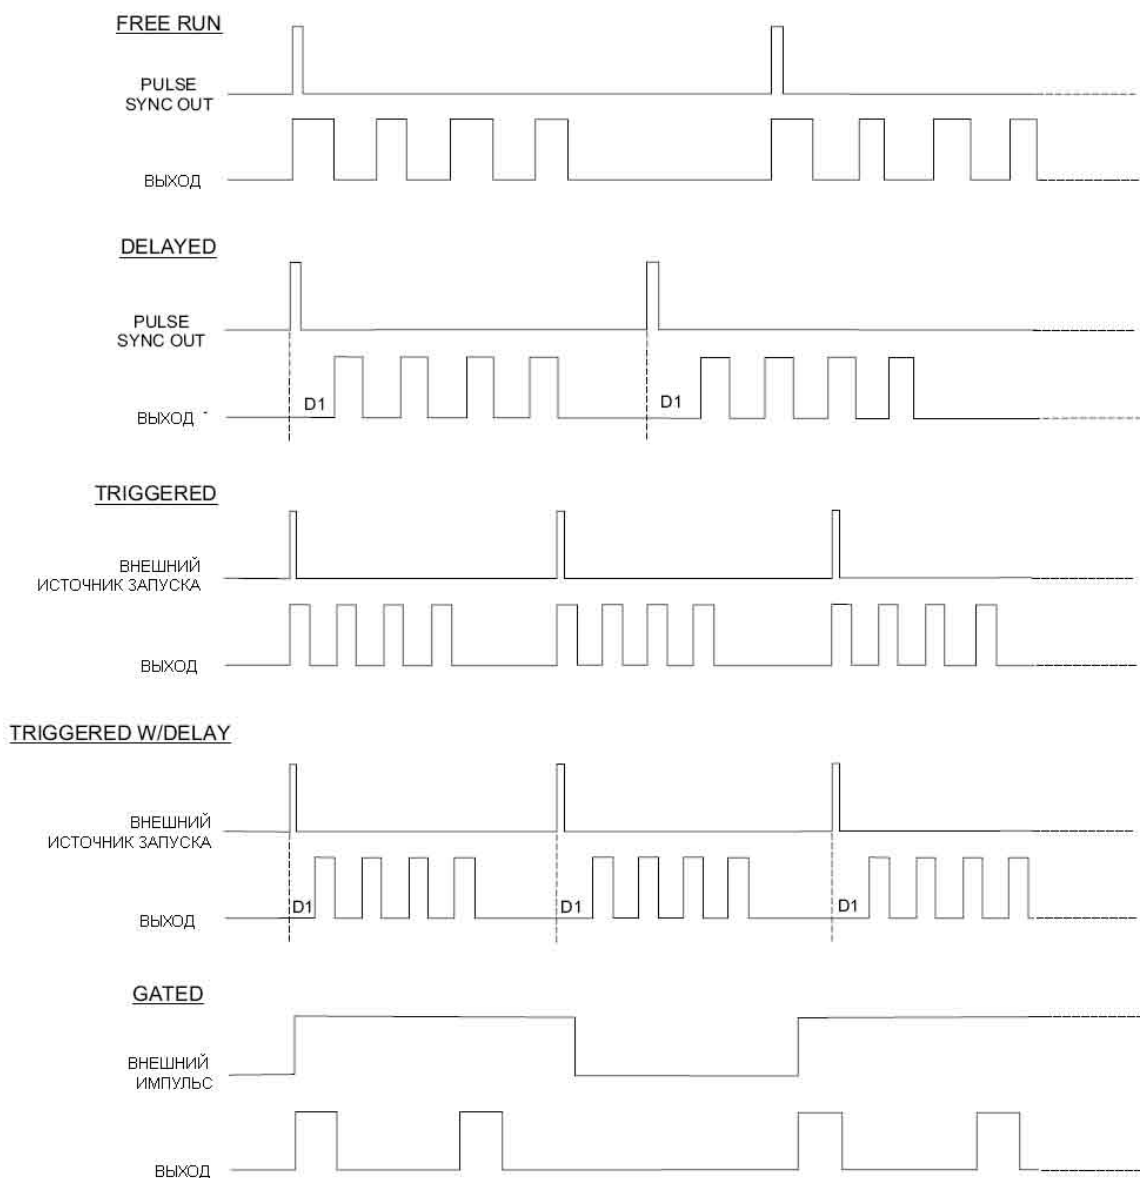 FREE RUN
PULSE
SYNC OUT
ВЫХОД
DELAYED
PULSE
SYNC OUT
D1
D1
ВЫХОД
TRIGGERED
ВНЕШНИЙ
ИСТОЧНИК ЗАПУСКА
ВЫХОД
TRIGGERED W/DELAY
ВНЕШНИЙ
ИСТОЧНИК ЗАПУСКА
D1
D1
D1
ВЫХОД
GATED
ВНЕШНИЙ
ИМПУЛЬС
ВЫХОД